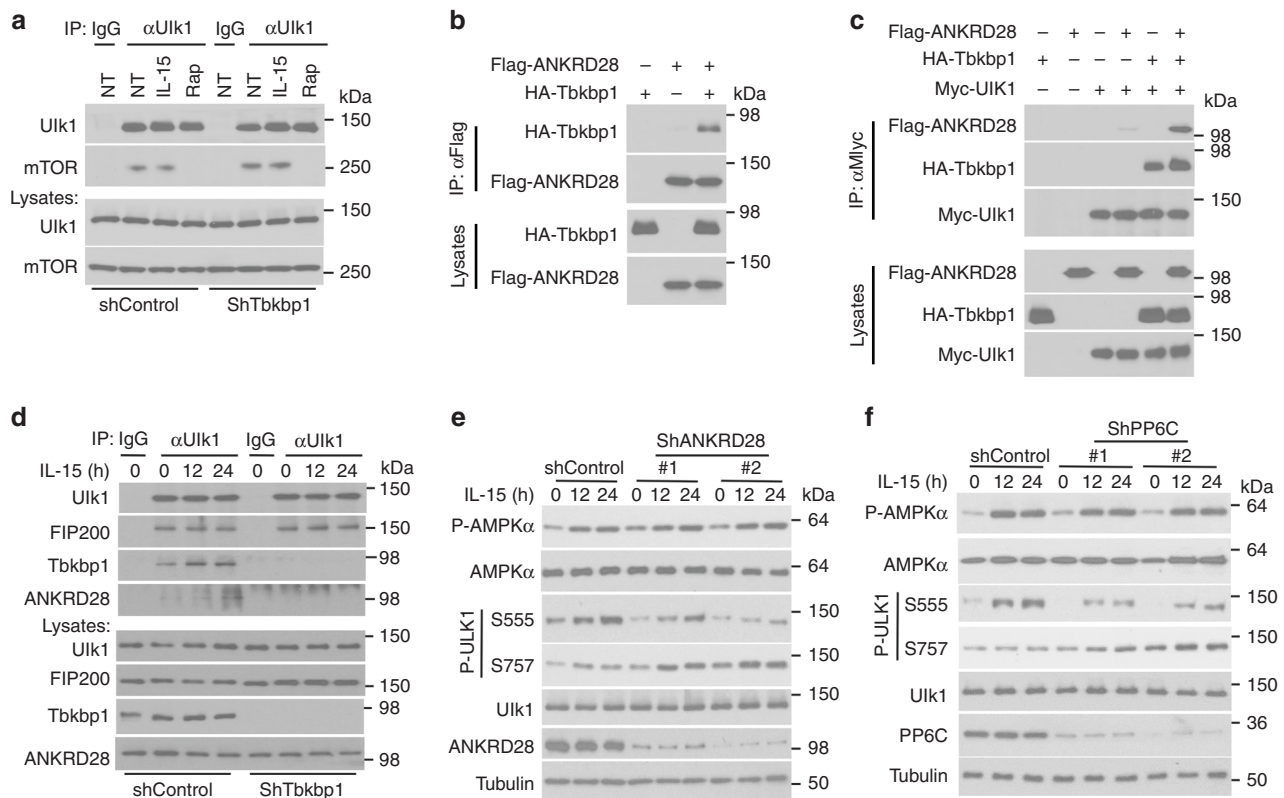 a
IP: IgG αUlk1 IgG αUlk1
NT NT IL-15 Rap NT NT IL-15 Rap
kDa
Ulk1 150
mTOR 250
Lysates:
Ulk1 150
mTOR 250
shControl ShTbkbp1
b
Flag-ANKRD28 – + +
HA-Tbkbp1 + – + kDa
IP: αFlag
HA-Tbkbp1 98
Flag-ANKRD28 150
Lysates
HA-Tbkbp1 98
Flag-ANKRD28 150
c
Flag-ANKRD28 – + – + – +
HA-Tbkbp1 + – – – + +
Myc-UlK1 – – + + + + kDa
IP: αMlyc
Flag-ANKRD28 98
HA-Tbkbp1 98
Myc-Ulk1 150
Lysates
Flag-ANKRD28 98
HA-Tbkbp1 98
Myc-Ulk1 150
d
IP: IgG αUlk1 IgG αUlk1
IL-15 (h) 0 0 12 24 0 0 12 24 kDa
Ulk1 150
FIP200 150
Tbkbp1 98
ANKRD28 98
Lysates:
Ulk1 150
FIP200 150
Tbkbp1 98
ANKRD28 98
shControl ShTbkbp1
e
ShANKRD28
shControl #1 #2
IL-15 (h) 0 12 24 0 12 24 0 12 24 kDa
P-AMPKα 64
AMPKα 64
P-ULK1
S555 150
S757 150
Ulk1 150
ANKRD28 98
Tubulin 50
f
ShPP6C
shControl #1 #2
IL-15 (h) 0 12 24 0 12 24 0 12 24 kDa
P-AMPKα 64
AMPKα 64
P-ULK1
S555 150
S757 150
Ulk1 150
PP6C 36
Tubulin 50